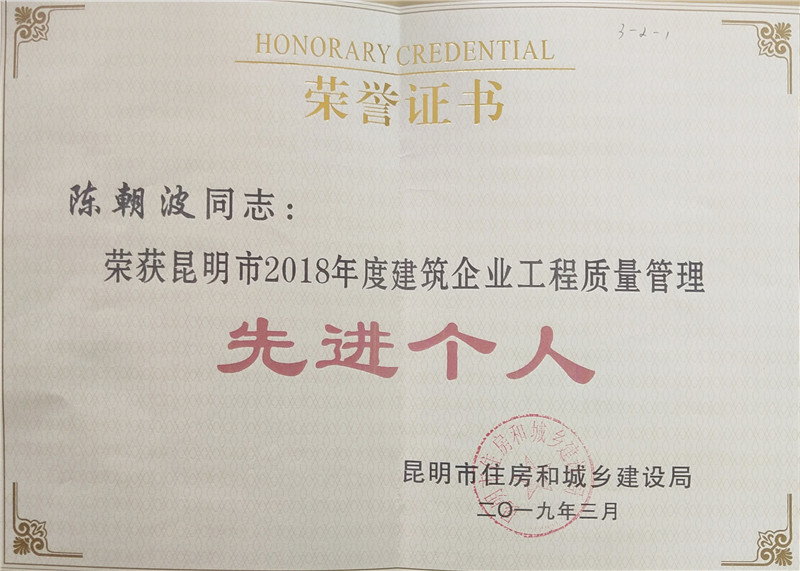 3-2-1
HONORARY CREDENTIAL
荣誉证书
陈朝波同志：
荣获昆明市2018年度建筑企业工程质量管理
先进个人
昆明市住房和城乡建设局
二〇一九年三月